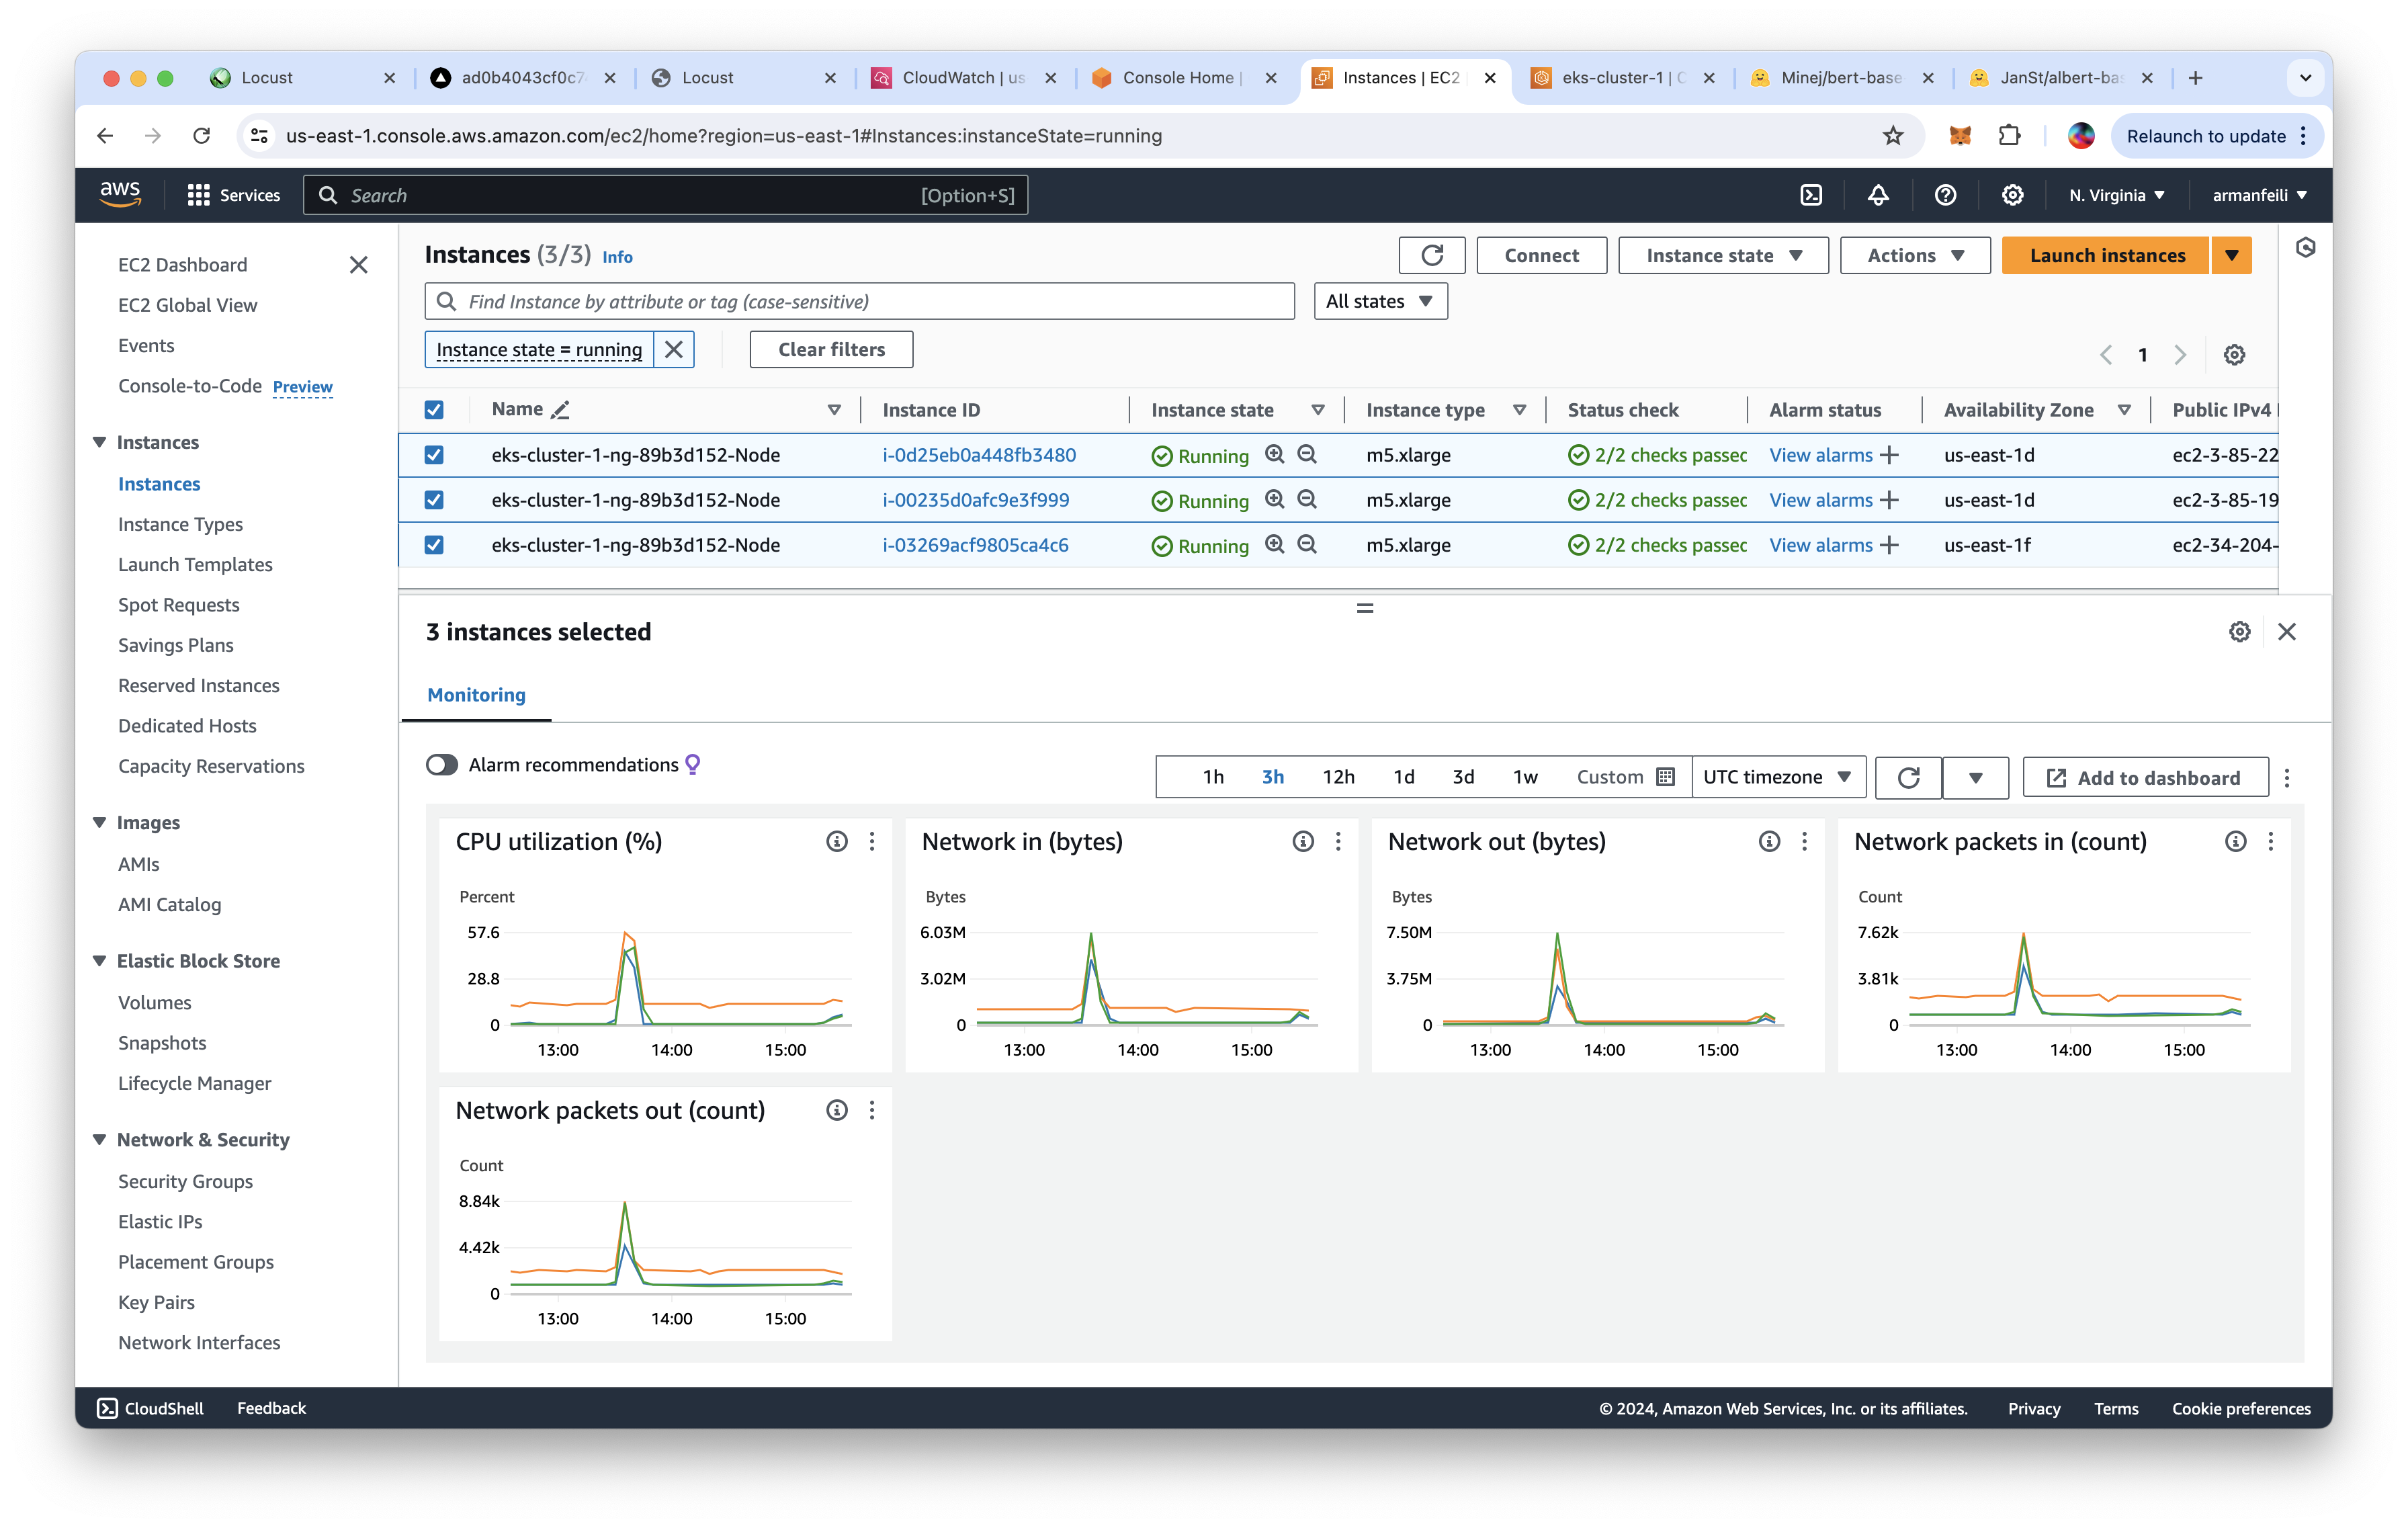 Locust
ad0b4043cf0c7
Locust
CloudWatch | us
Console Home |
Instances | EC2
eks-cluster-1 | C
Minej/bert-base
JanSt/albert-ba
us-east-1.console.aws.amazon.com/ec2/home?region=us-east-1#Instances:instanceState=running
Relaunch to update
aws
Services
Search
[Option+S]
N. Virginia
armanfeili
EC2 Dashboard
EC2 Global View
Events
Console-to-Code Preview
Instances
Instances
Instance Types
Launch Templates
Spot Requests
Savings Plans
Reserved Instances
Dedicated Hosts
Capacity Reservations
Images
AMIs
AMI Catalog
Elastic Block Store
Volumes
Snapshots
Lifecycle Manager
Network & Security
Security Groups
Elastic IPs
Placement Groups
Key Pairs
Network Interfaces
Instances (3/3) Info
Connect
Instance state
Actions
Launch instances
Find Instance by attribute or tag (case-sensitive)
All states
Instance state = running
Clear filters
1
Name Instance ID Instance state Instance type Status check Alarm status Availability Zone Public IPv4
eks-cluster-1-ng-89b3d152-Node i-0d25eb0a448fb3480 Running m5.xlarge 2/2 checks passec View alarms us-east-1d ec2-3-85-22
eks-cluster-1-ng-89b3d152-Node i-00235d0afc9e3f999 Running m5.xlarge 2/2 checks passec View alarms us-east-1d ec2-3-85-19
eks-cluster-1-ng-89b3d152-Node i-03269acf9805ca4c6 Running m5.xlarge 2/2 checks passec View alarms us-east-1f ec2-34-204-
3 instances selected
Monitoring
Alarm recommendations
1h 3h 12h 1d 3d 1w Custom UTC timezone
Add to dashboard
CPU utilization (%)
Percent
57.6
28.8
0
13:00 14:00 15:00
Network in (bytes)
Bytes
6.03M
3.02M
0
13:00 14:00 15:00
Network out (bytes)
Bytes
7.50M
3.75M
0
13:00 14:00 15:00
Network packets in (count)
Count
7.62k
3.81k
0
13:00 14:00 15:00
Network packets out (count)
Count
8.84k
4.42k
0
13:00 14:00 15:00
CloudShell
Feedback
© 2024, Amazon Web Services, Inc. or its affiliates.
Privacy
Terms
Cookie preferences